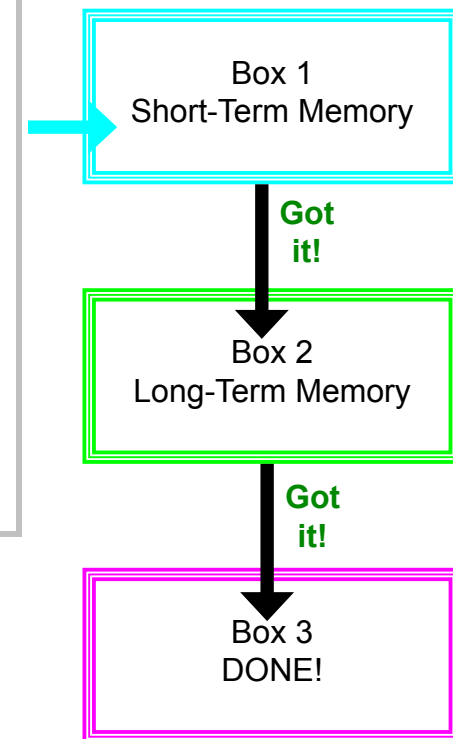 Box 1
Short-Term Memory
Got
it!
Box 2
Long-Term Memory
Got
it!
Box 3
DONE!